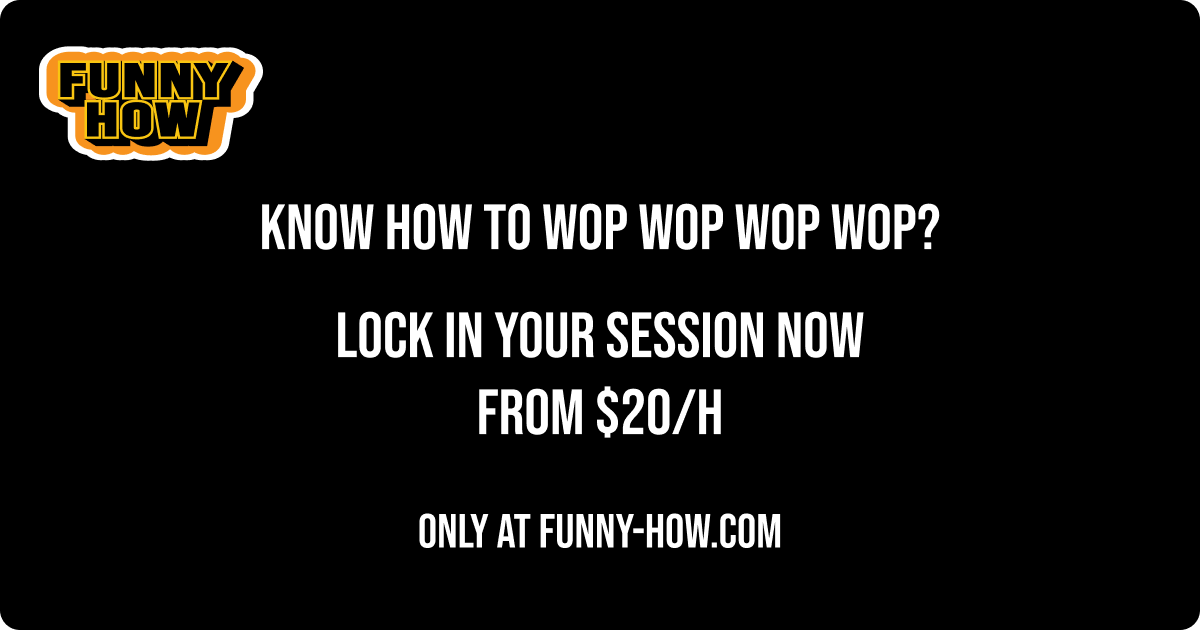 FUNNY
HOW
KNOW HOW TO WOP WOP WOP WOP?
LOCK IN YOUR SESSION NOW
FROM $20/H
ONLY AT FUNNY-HOW.COM